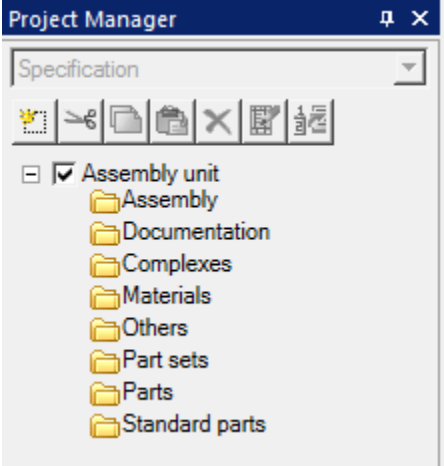 Project Manager
Specification
Assembly unit
Assembly
Documentation
Complexes
Materials
Others
Part sets
Parts
Standard parts